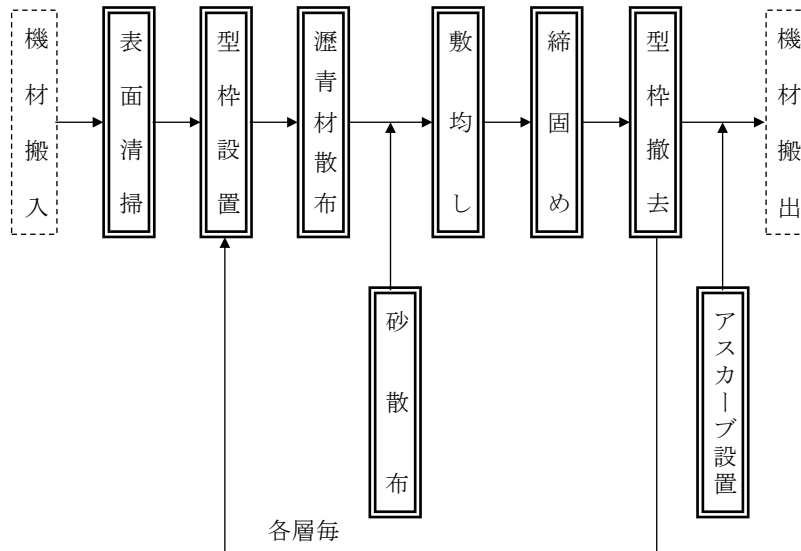 機材搬入
表面清掃
型枠設置
瀝青材散布
敷均し
締固め
型枠撤去
機材搬出
砂散布
アスカーブ設置
各層毎